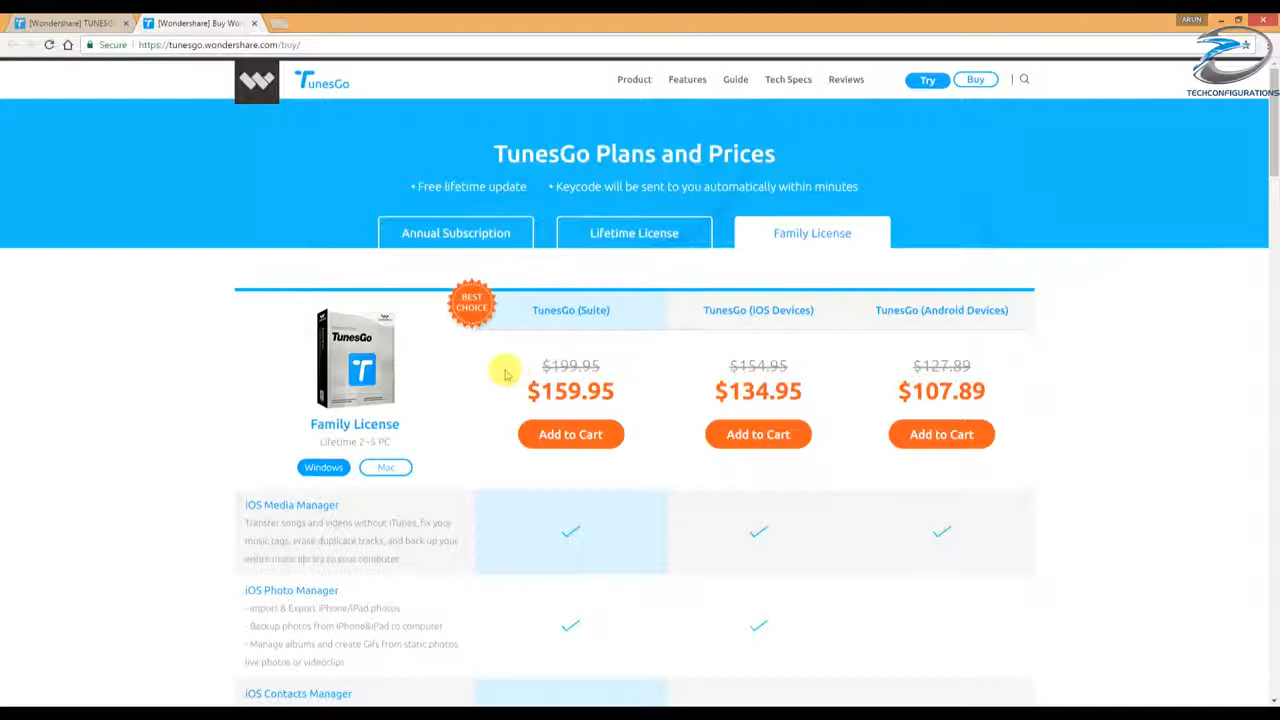 [Wondershare] TUNESG
[Wondershare] Buy Won
ARUN
Secure
https://tunesgo.wondershare.com/buy/
TECHCONFIGURATIONS
TunesGo
Product
Features
Guide
Tech Specs
Reviews
Try
Buy
TunesGo Plans and Prices
• Free lifetime update
• Keycode will be sent to you automatically within minutes
Annual Subscription
Lifetime License
Family License
BEST
CHOICE
TunesGo (Suite)
TunesGo (iOS Devices)
TunesGo (Android Devices)
TunesGo
$199.95
$154.95
$127.89
$159.95
$134.95
$107.89
Add to Cart
Add to Cart
Add to Cart
Family License
Lifetime 2~5 PC
Windows
Mac
iOS Media Manager
Transfer songs and videos without iTunes, fix your
music tags, erase duplicate tracks, and back up your
entire music library to your computer
iOS Photo Manager
- Import & Export iPhone/iPad photos
- Backup photos from iPhone&iPad to computer
- Manage albums and create Gifs from static photos,
live photos or videoclips
iOS Contacts Manager